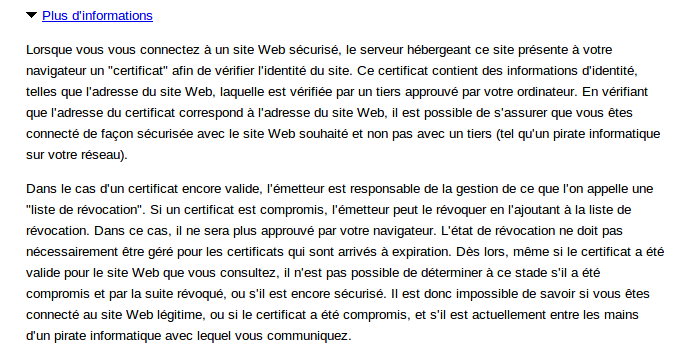 Plus d'informations
Lorsque vous vous connectez à un site Web sécurisé, le serveur hébergeant ce site présente à votre
navigateur un "certificat" afin de vérifier l'identité du site. Ce certificat contient des informations d'identité,
telles que l'adresse du site Web, laquelle est vérifiée par un tiers approuvé par votre ordinateur. En vérifiant
que l'adresse du certificat correspond à l'adresse du site Web, il est possible de s'assurer que vous êtes
connecté de façon sécurisée avec le site Web souhaité et non pas avec un tiers (tel qu'un pirate informatique
sur votre réseau).
Dans le cas d'un certificat encore valide, l'émetteur est responsable de la gestion de ce que l'on appelle une
"liste de révocation". Si un certificat est compromis, l'émetteur peut le révoquer en l'ajoutant à la liste de
révocation. Dans ce cas, il ne sera plus approuvé par votre navigateur. L'état de révocation ne doit pas
nécessairement être géré pour les certificats qui sont arrivés à expiration. Dès lors, même si le certificat a été
valide pour le site Web que vous consultez, il n'est pas possible de déterminer à ce stade s'il a été
compromis et par la suite révoqué, ou s'il est encore sécurisé. Il est donc impossible de savoir si vous êtes
connecté au site Web légitime, ou si le certificat a été compromis, et s'il est actuellement entre les mains
d'un pirate informatique avec lequel vous communiquez.